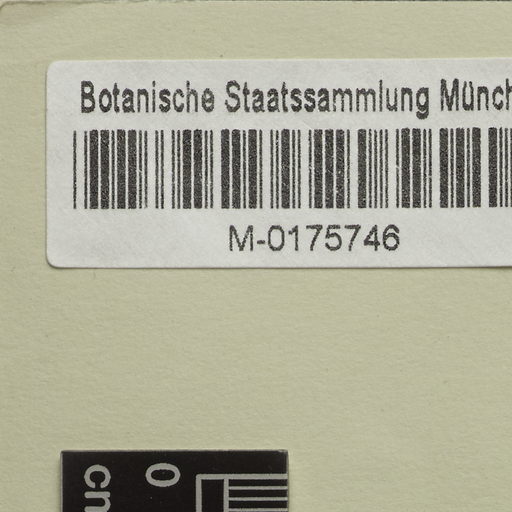 Botanische Staatssammlung Münch
M-0175746
0
cm